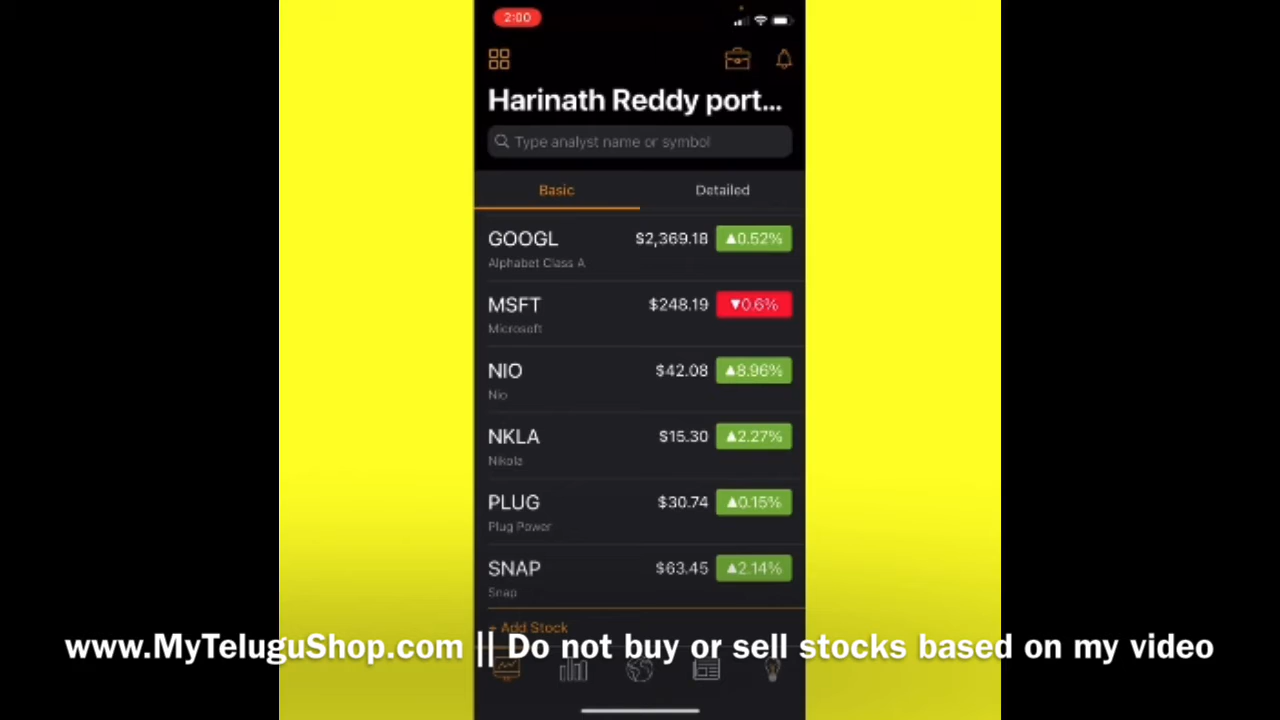 2:00
Harinath Reddy port...
Type analyst name or symbol
Basic Detailed
GOOGL $2,369.18 ▲0.52%
Alphabet Class A
MSFT $248.19 ▼0.6%
Microsoft
NIO $42.08 ▲8.96%
Nio
NKLA $15.30 ▲2.27%
Nikola
PLUG $30.74 ▲0.15%
Plug Power
SNAP $63.45 ▲2.14%
Snap
+ Add Stock
www.MyTeluguShop.com || Do not buy or sell stocks based on my video